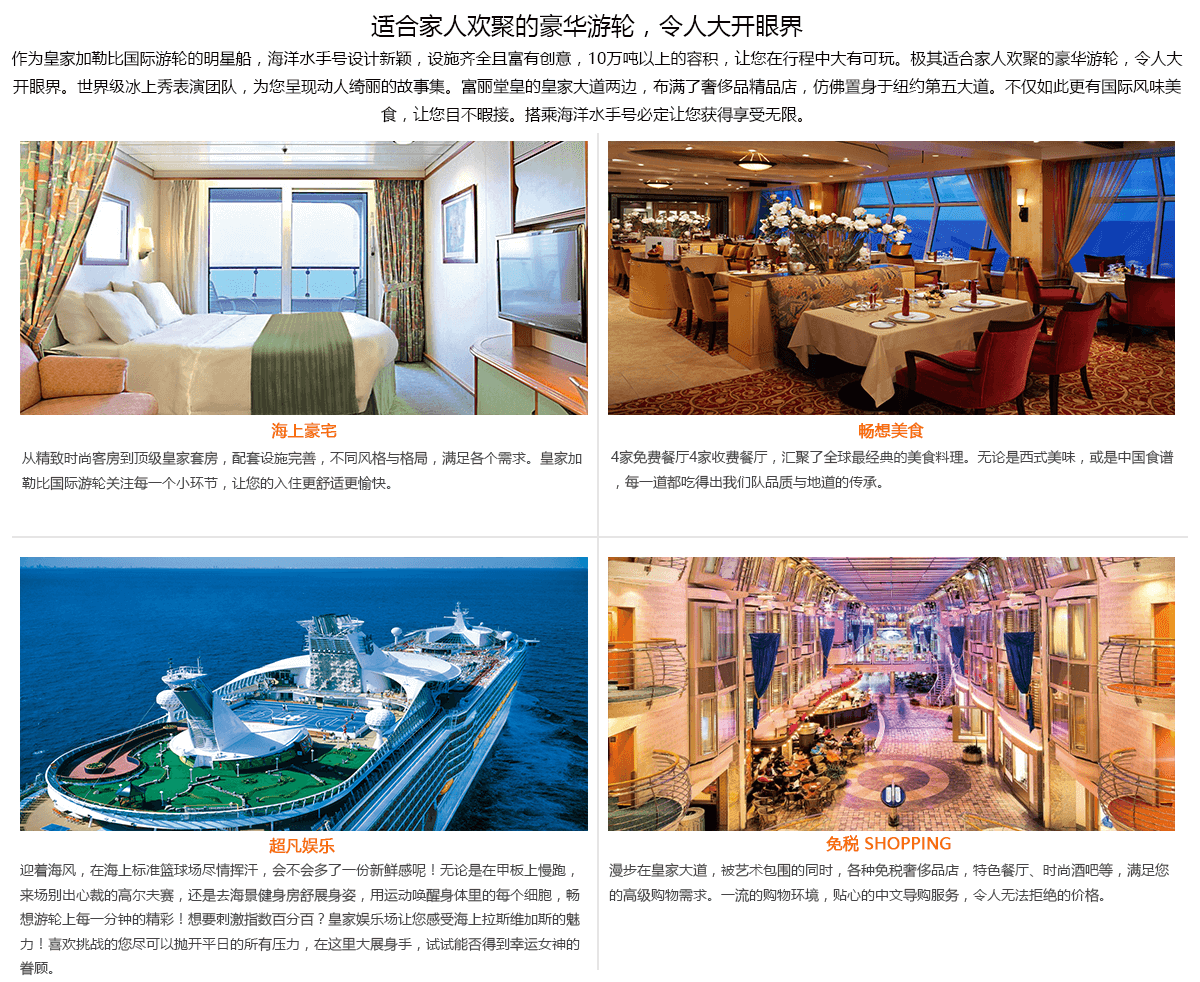 适合家人欢聚的豪华游轮，令人大开眼界
作为皇家加勒比国际游轮的明星船，海洋水手号设计新颖，设施齐全且富有创意，10万吨以上的容积，让您在行程中大有可玩。极其适合家人欢聚的豪华游轮，令人大
开眼界。世界级冰上秀表演团队，为您呈现动人绮丽的故事集。富丽堂皇的皇家大道两边，布满了奢侈品精品店，仿佛置身于纽约第五大道。不仅如此更有国际风味美
食，让您目不暇接。搭乘海洋水手号必定让您获得享受无限。
海上豪宅
从精致时尚客房到顶级皇家套房，配套设施完善，不同风格与格局，满足各个需求。皇家加
勒比国际游轮关注每一个小环节，让您的入住更舒适更愉快。
畅想美食
4家免费餐厅4家收费餐厅，汇聚了全球最经典的美食料理。无论是西式美味，或是中国食谱
，每一道都吃得出我们队品质与地道的传承。
超凡娱乐
迎着海风，在海上标准篮球场尽情挥汗，会不会多了一份新鲜感呢！无论是在甲板上慢跑，
来场别出心裁的高尔夫赛，还是去海景健身房舒展身姿，用运动唤醒身体里的每个细胞，畅
想游轮上每一分钟的精彩！想要刺激指数百分百？皇家娱乐场让您感受海上拉斯维加斯的魅
力！喜欢挑战的您尽可以抛开平日的所有压力，在这里大展身手，试试能否得到幸运女神的
眷顾。
免税 SHOPPING
漫步在皇家大道，被艺术包围的同时，各种免税奢侈品店，特色餐厅、时尚酒吧等，满足您
的高级购物需求。一流的购物环境，贴心的中文导购服务，令人无法拒绝的价格。